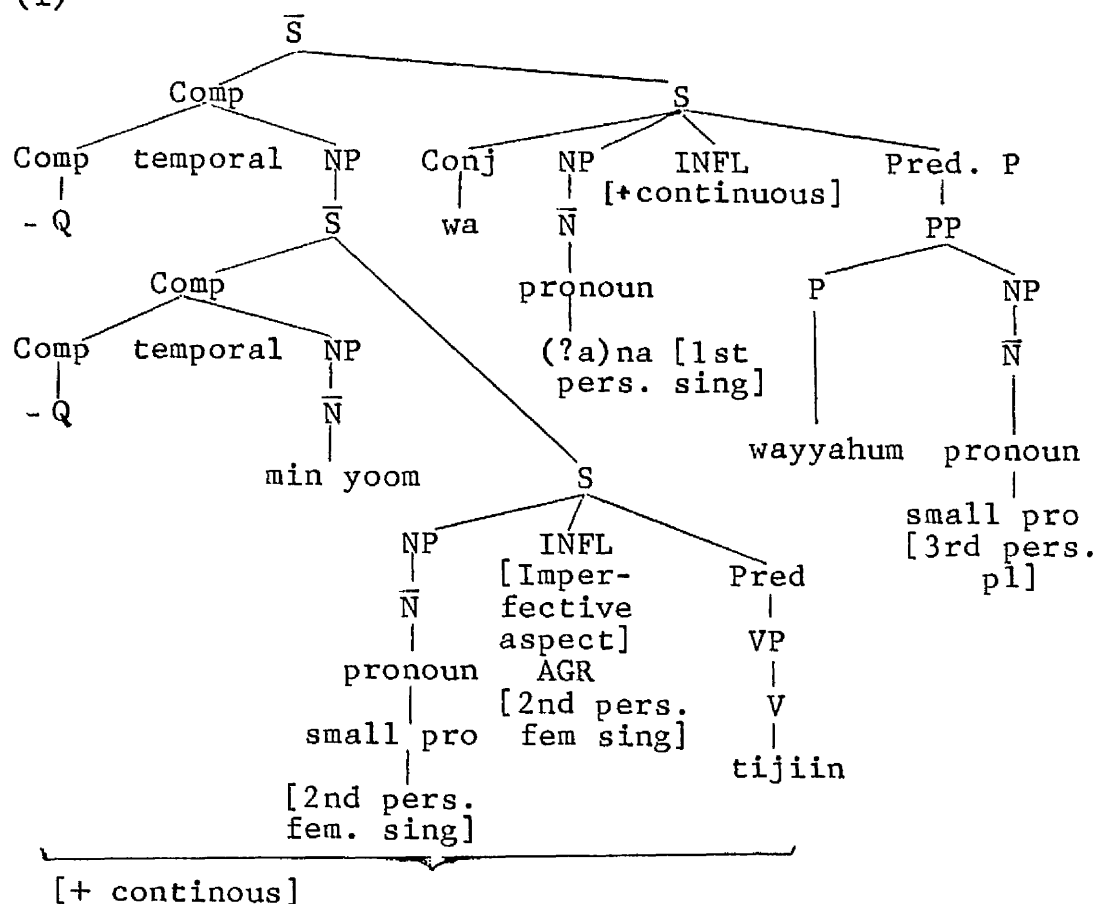 (1)
S̅
Comp S
Comp temporal NP Conj NP INFL Pred. P
[+continuous]
- Q S̅ wa N̅ PP
Comp pronoun P NP
Comp temporal NP (?a)na [1st N̅
pers. sing]
- Q N̅ wayyahum pronoun
min yoom S small pro
NP INFL [3rd pers.
[Imper- Pred pl]
N̅ fective
aspect] VP
pronoun AGR
[2nd pers. V
small pro fem sing]
tijiin
[2nd pers.
fem. sing]
[+ continous]